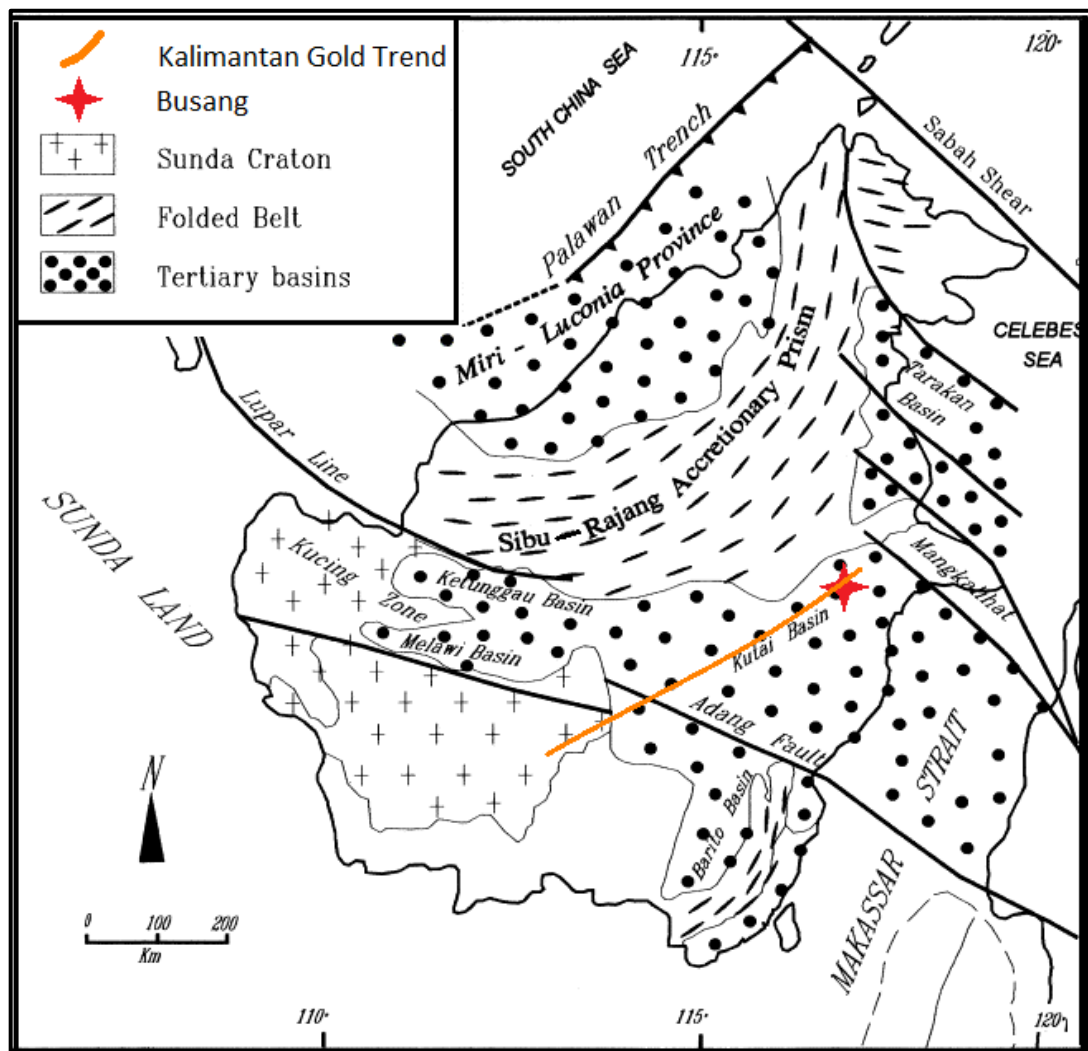 Kalimantan Gold Trend
Busang
Sunda Craton
Folded Belt
Tertiary basins
SOUTH CHINA SEA
115°
120°
Sabah Shear
Palawan Trench
Miri - Luconia Province
CELEBES
SEA
Tarakan
Basin
Sibu - Rajang Accretionary Prism
Lupar
Line
SUNDA
LAND
Kucing
Zone
Ketunggau Basin
Melawi Basin
Mangkalihat
Kutai Basin
Adang
Fault
Barito Basin
STRAIT
MAKASSAR
N
0 100 200
Km
110°
115°
120°